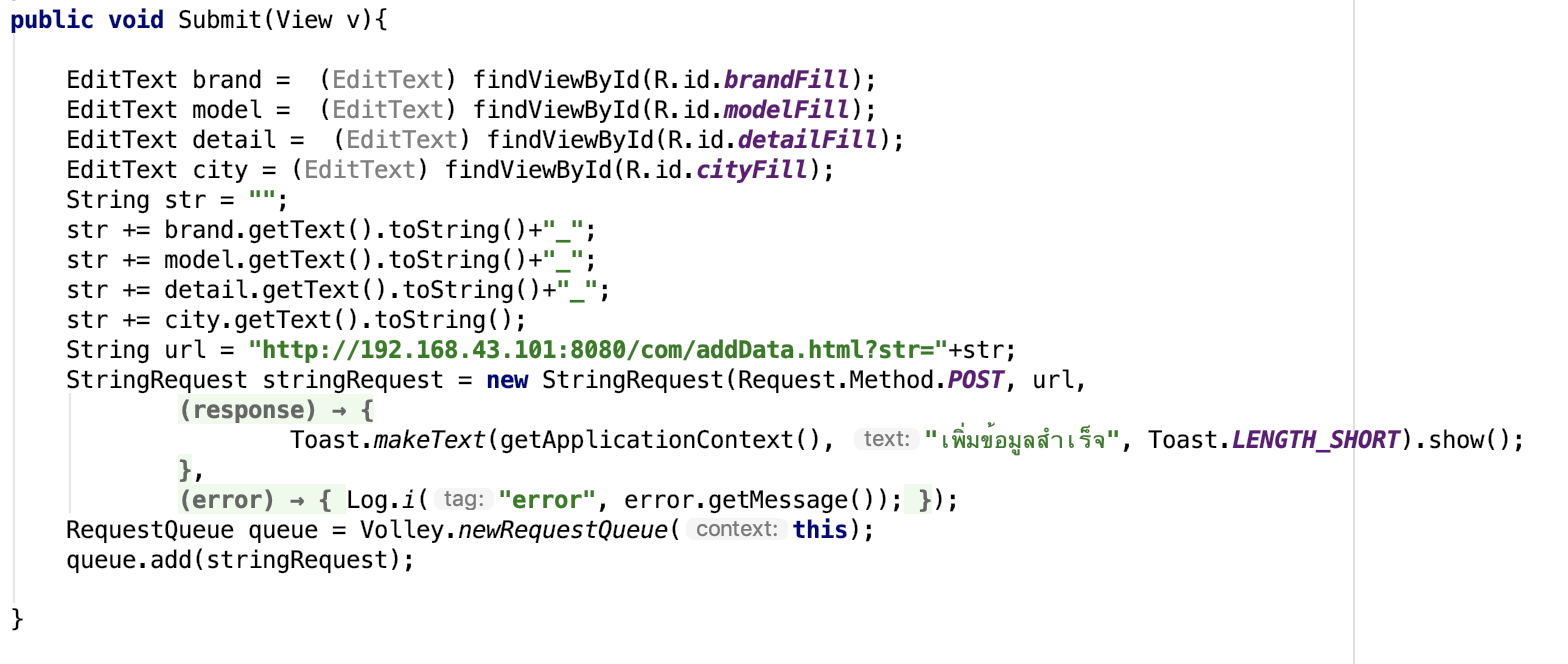 public void Submit(View v){
EditText brand =  (EditText) findViewById(R.id.brandFill);
EditText model =  (EditText) findViewById(R.id.modelFill);
EditText detail =  (EditText) findViewById(R.id.detailFill);
EditText city = (EditText) findViewById(R.id.cityFill);
String str = "";
str += brand.getText().toString()+"_";
str += model.getText().toString()+"_";
str += detail.getText().toString()+"_";
str += city.getText().toString();
String url = "http://192.168.43.101:8080/com/addData.html?str="+str;
StringRequest stringRequest = new StringRequest(Request.Method.POST, url,
(response) → {
Toast.makeText(getApplicationContext(), text: "เพิ่มข้อมูลสำเร็จ", Toast.LENGTH_SHORT).show();
},
(error) → { Log.i( tag: "error", error.getMessage()); });
RequestQueue queue = Volley.newRequestQueue( context: this);
queue.add(stringRequest);
}